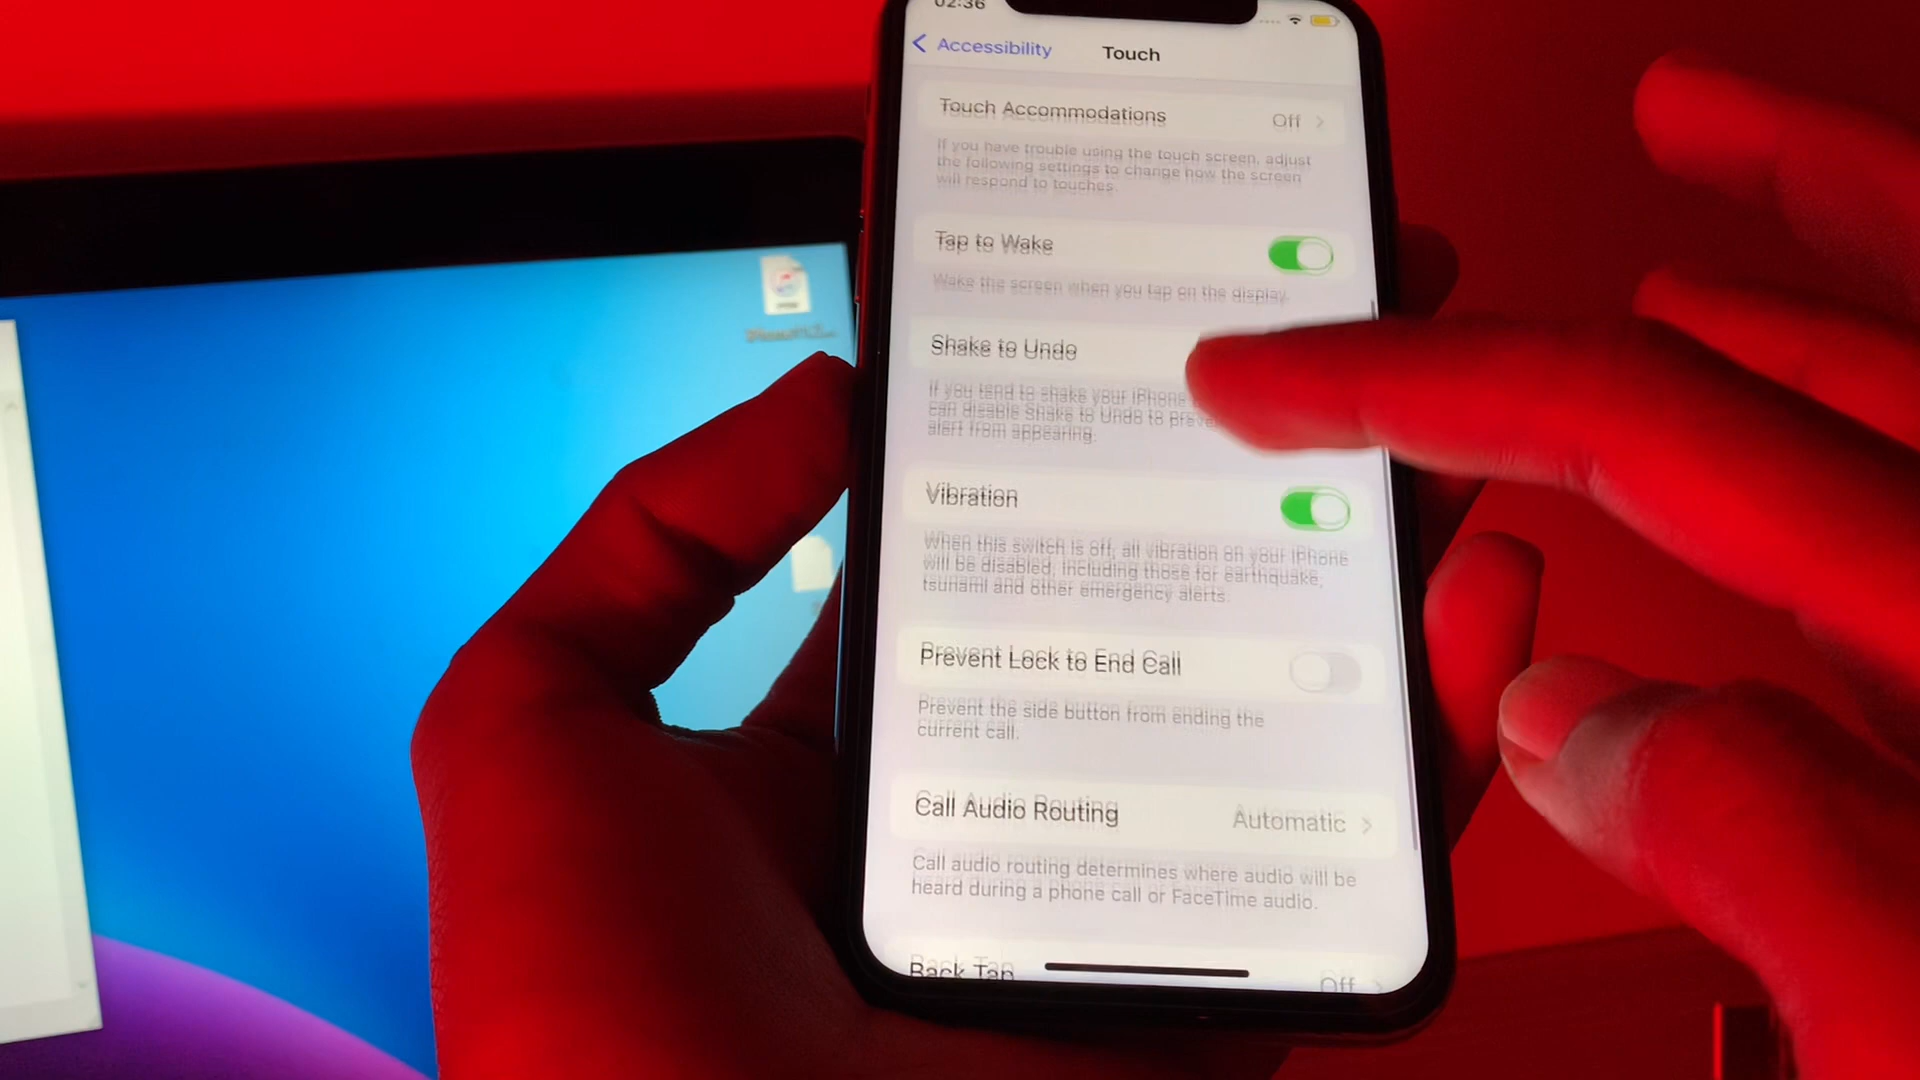 02:36
Accessibility
Touch
Touch Accommodations
Off
If you have trouble using the touch screen, adjust
the following settings to change how the screen
will respond to touches.
Tap to Wake
Wake the screen when you tap on the display.
Shake to Undo
If you tend to shake your iPhone
can disable Shake to Undo to
alert from appearing.
Vibration
When this switch is off, all vibration on your iPhone
will be disabled, including those for earthquake,
tsunami and other emergency alerts.
Prevent Lock to End Call
Prevent the side button from ending the
current call.
Call Audio Routing
Automatic
Call audio routing determines where audio will be
heard during a phone call or FaceTime audio.
Back Tap
Off